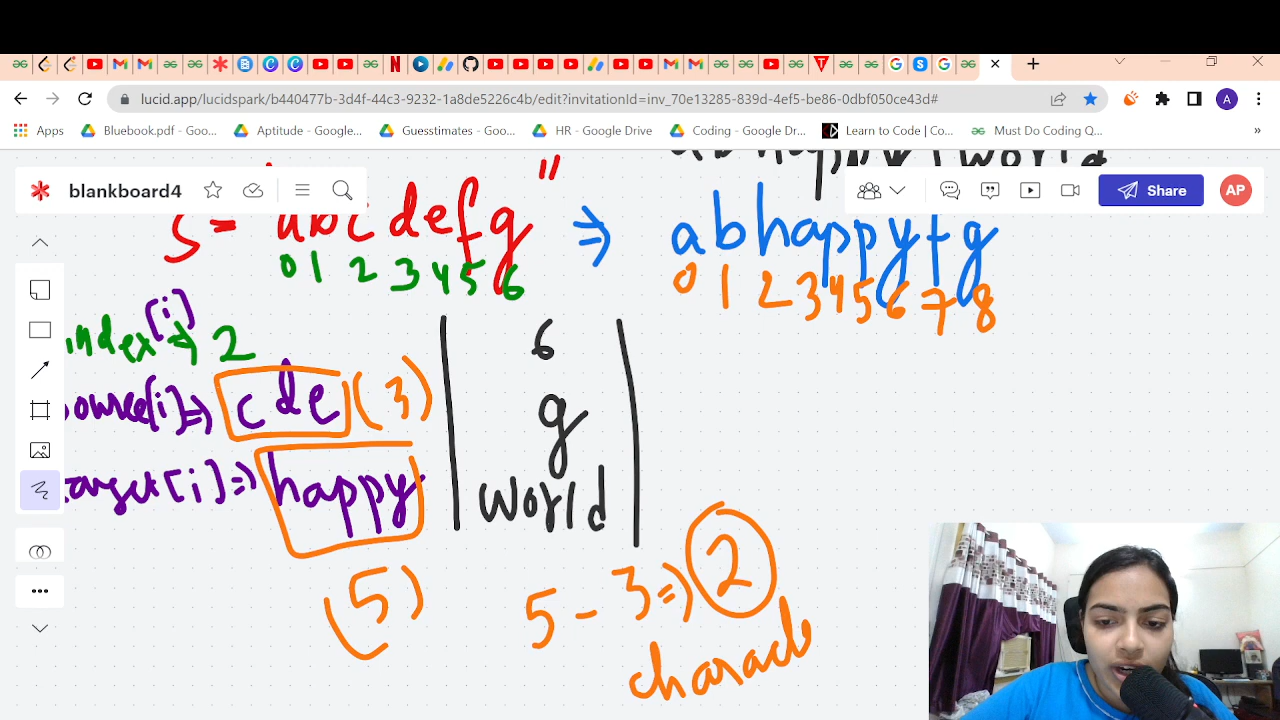 lucid.app/lucidspark/b440477b-3d4f-44c3-9232-1a8de5226c4b/edit?invitationId=inv_70e13285-839d-4ef5-be86-0dbf050ce43d#
A
Apps Bluebook.pdf - Goo... Aptitude - Google... Guesstimates - Goo... HR - Google Drive Coding - Google Dr... Learn to Code | Co... Must Do Coding Q... »
blankboard4 Share AP
S = abcdefg" ⇒ abhappyfg
0 1 2 3 4 5 6
0 1 2 3 4 5 6 7 8
index[i] → 2
source[i] ⇒ cde (3)
target[i] ⇒ happy
(5)
6
g
world
5 - 3 ⇒ 2